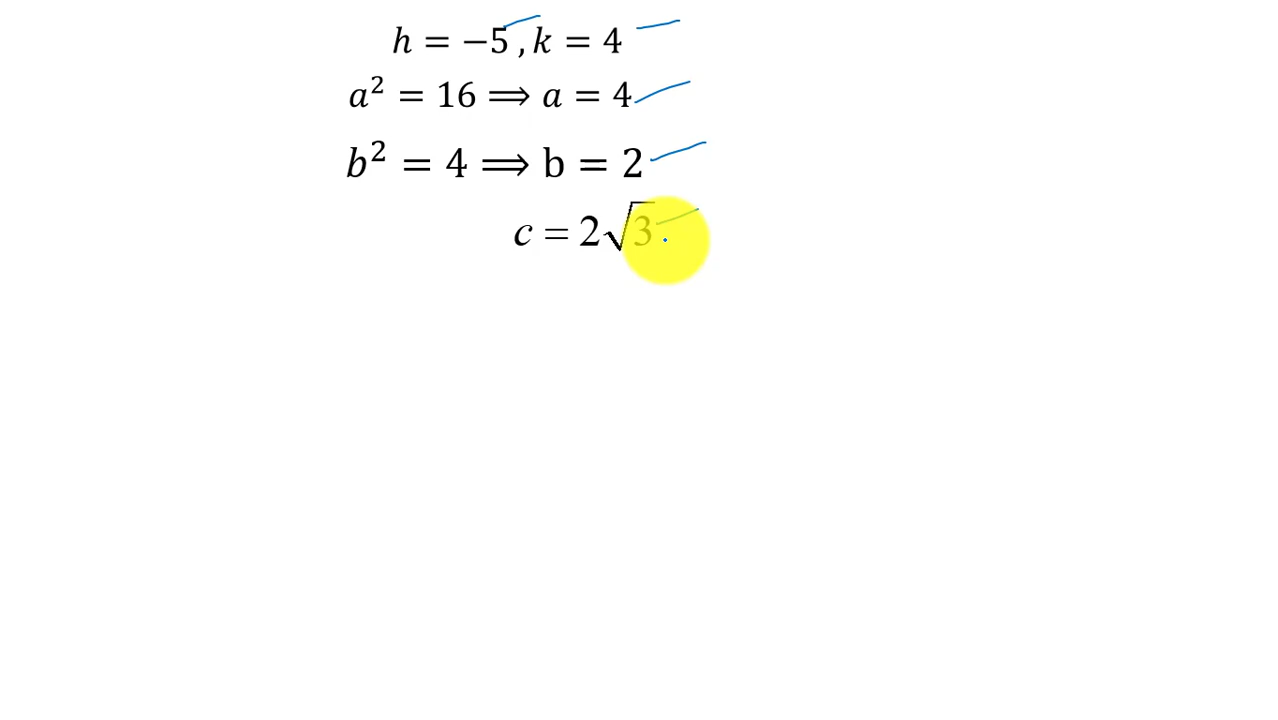 h = −5 , k = 4
a² = 16 ⟹ a = 4
b² = 4 ⟹ b = 2
c = 2√3